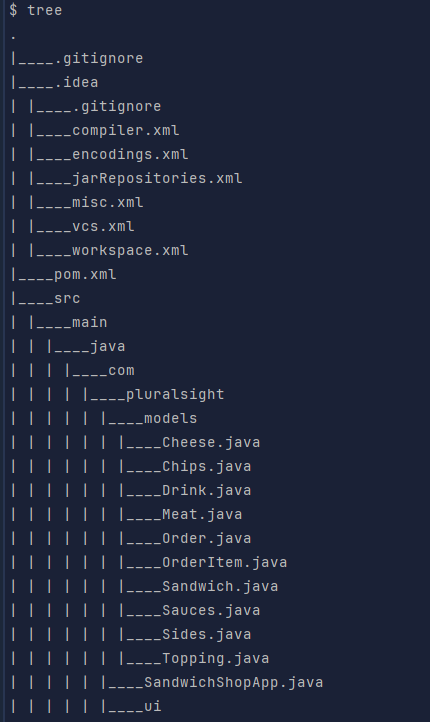 $ tree
.
|____.gitignore
|____.idea
| |____.gitignore
| |____compiler.xml
| |____encodings.xml
| |____jarRepositories.xml
| |____misc.xml
| |____vcs.xml
| |____workspace.xml
|____pom.xml
|____src
| |____main
| | |____java
| | | |____com
| | | | |____pluralsight
| | | | | |____models
| | | | | | |____Cheese.java
| | | | | | |____Chips.java
| | | | | | |____Drink.java
| | | | | | |____Meat.java
| | | | | | |____Order.java
| | | | | | |____OrderItem.java
| | | | | | |____Sandwich.java
| | | | | | |____Sauces.java
| | | | | | |____Sides.java
| | | | | | |____Topping.java
| | | | | |____SandwichShopApp.java
| | | | | |____ui